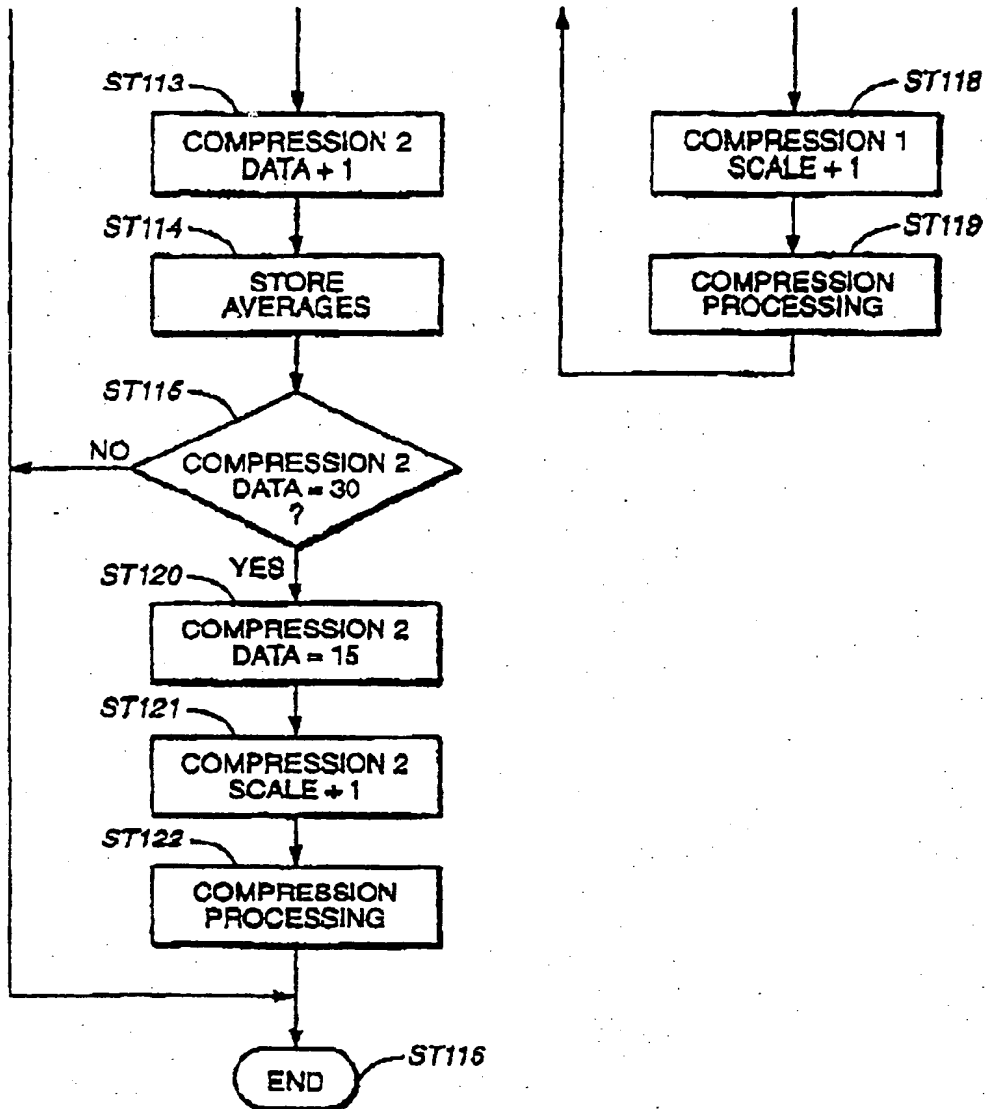 ST113
COMPRESSION 2
DATA + 1
ST114
STORE
AVERAGES
ST115
NO
COMPRESSION 2
DATA = 30
?
YES
ST120
COMPRESSION 2
DATA = 15
ST121
COMPRESSION 2
SCALE + 1
ST122
COMPRESSION
PROCESSING
END
ST116
ST118
COMPRESSION 1
SCALE + 1
ST119
COMPRESSION
PROCESSING